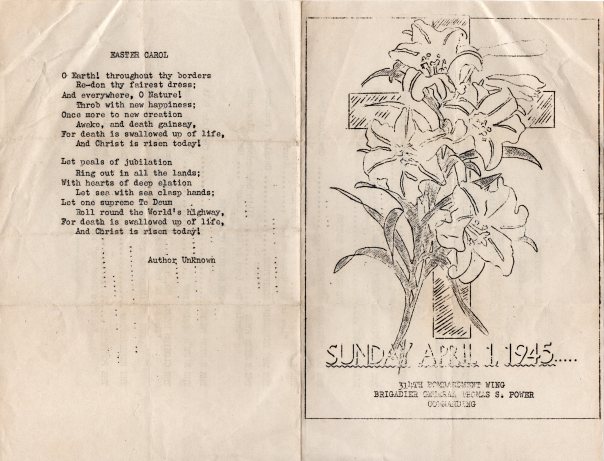 EASTER CAROL
O Earth! throughout thy borders
Re-don thy fairest dress;
And everywhere, O Nature!
Throb with new happiness;
Once more to new creation
Awake, and death gainsay,
For death is swallowed up of life,
And Christ is risen today!
Let peals of jubilation
Ring out in all the lands;
With hearts of deep elation
Let sea with sea clasp hands;
Let one supreme Te Deum
Roll round the World's highway,
For death is swallowed up of life,
And Christ is risen today!
Author Unknown
SUNDAY APRIL 1, 1945.....
314TH BOMBARDMENT WING
BRIGADIER GENERAL THOMAS S. POWER
COMMANDING